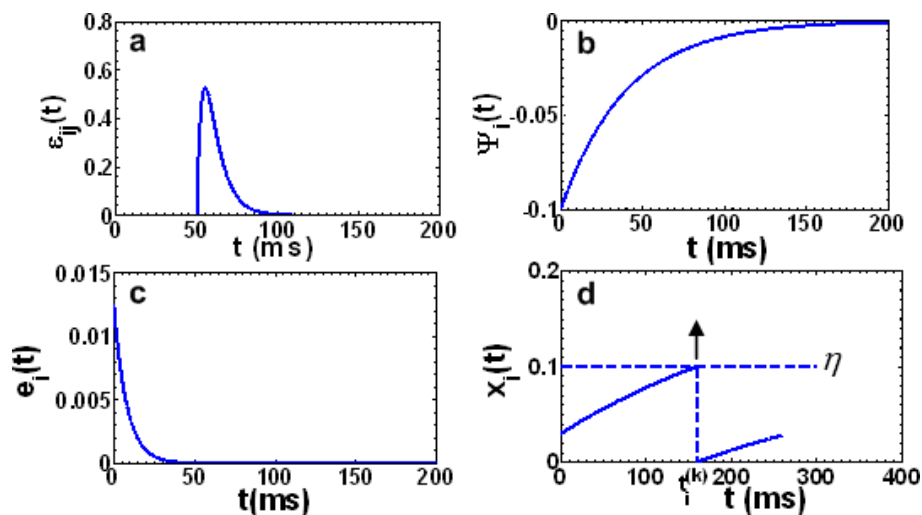 a
0.8
0.6
0.4
0.2
0
ε_ij(t)
0 50 100 150 200
t (ms)
b
0
-0.05
-0.1
Ψ_i(t)
0 50 100 150 200
t (ms)
c
0.015
0.01
0.005
0
e_i(t)
0 50 100 150 200
t(ms)
d
0.2
0.1
0
x_i(t)
η
0 100 200 300 400
t_i^(k) t (ms)